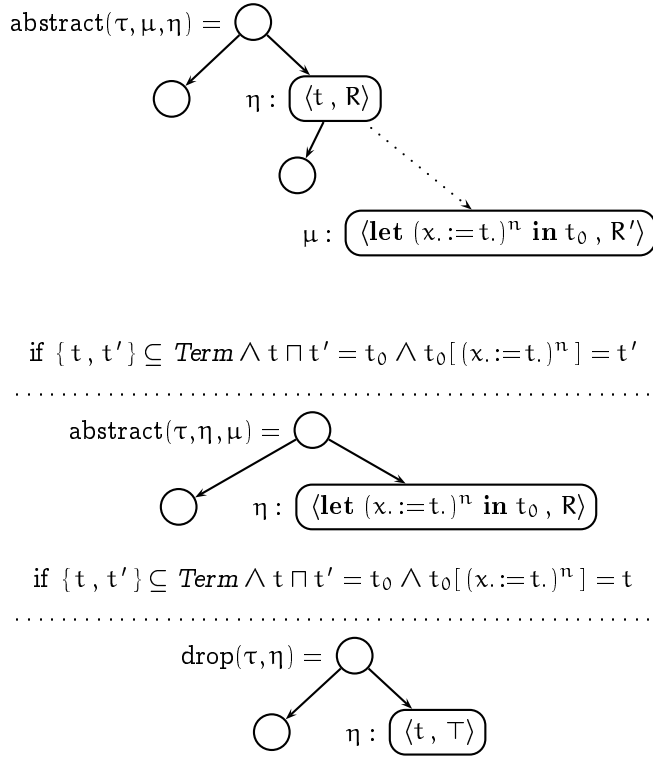 abstract(τ, μ, η) =
η : ⟨t , R⟩
μ : ⟨let (x. := t.)ⁿ in t₀ , R′⟩
if { t , t′ } ⊆ Term ∧ t ⊓ t′ = t₀ ∧ t₀[ (x. := t.)ⁿ ] = t′
abstract(τ, η, μ) =
η : ⟨let (x. := t.)ⁿ in t₀ , R⟩
if { t , t′ } ⊆ Term ∧ t ⊓ t′ = t₀ ∧ t₀[ (x. := t.)ⁿ ] = t
drop(τ, η) =
η : ⟨t , ⊤⟩